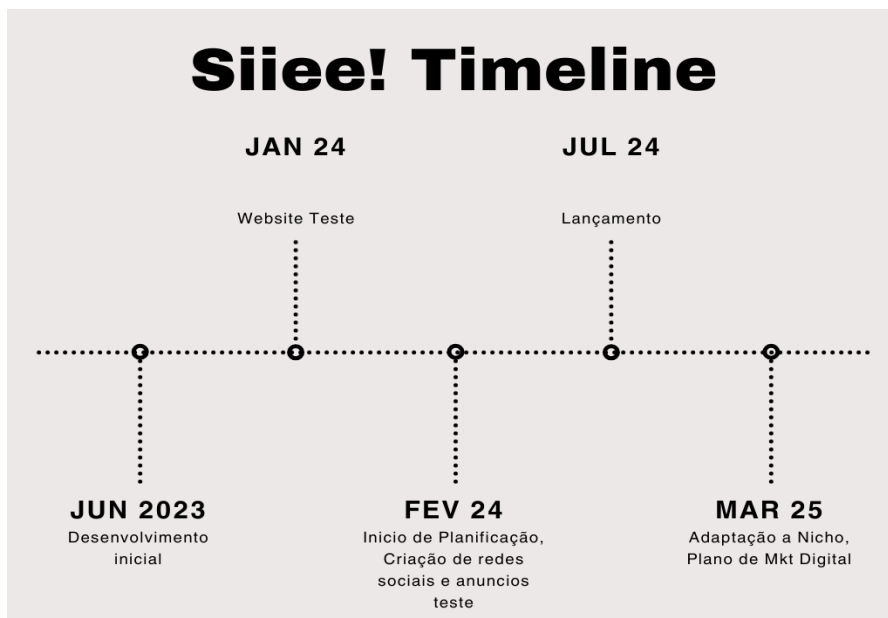 Siiee! Timeline
JAN 24
Website Teste
JUL 24
Lançamento
JUN 2023
Desenvolvimento
inicial
FEV 24
Inicio de Planificação,
Criação de redes
sociais e anuncios
teste
MAR 25
Adaptação a Nicho,
Plano de Mkt Digital